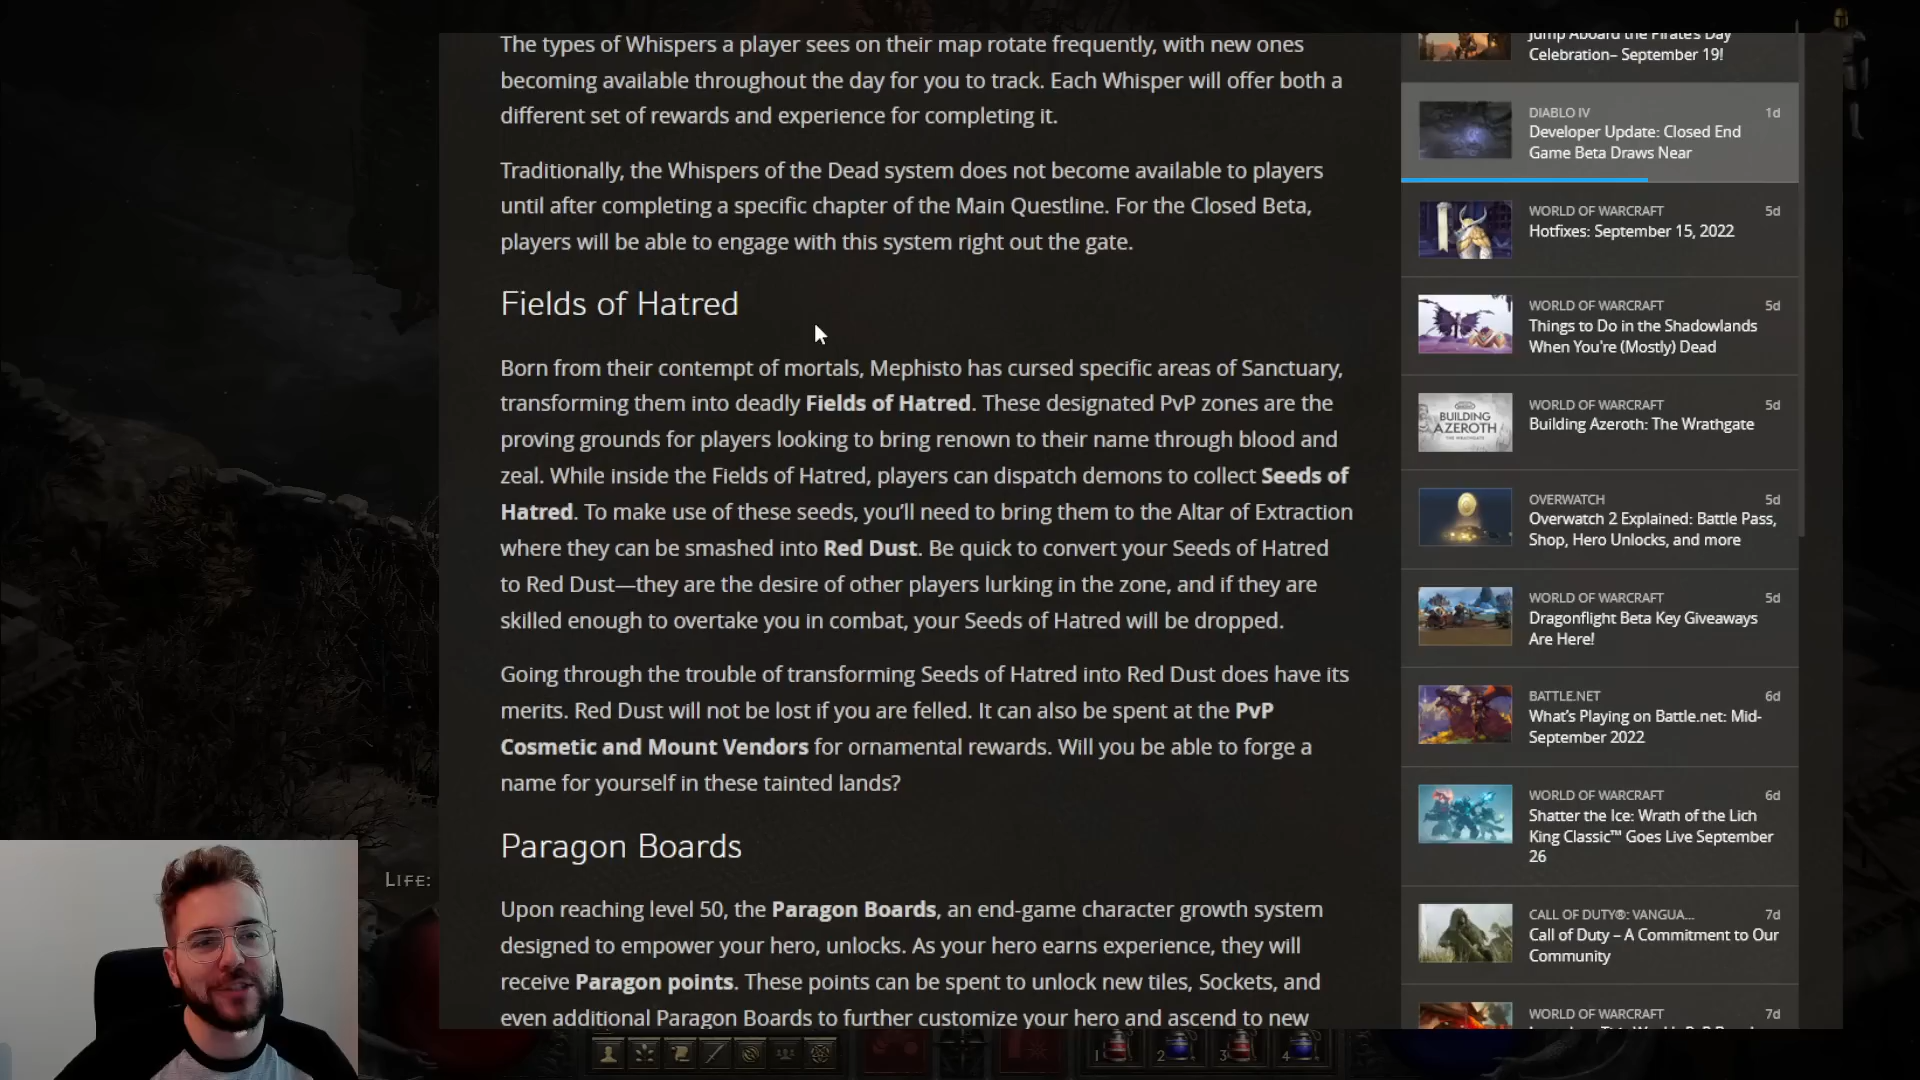 The types of Whispers a player sees on their map rotate frequently, with new ones
becoming available throughout the day for you to track. Each Whisper will offer both a
different set of rewards and experience for completing it.
Traditionally, the Whispers of the Dead system does not become available to players
until after completing a specific chapter of the Main Questline. For the Closed Beta,
players will be able to engage with this system right out the gate.
Fields of Hatred
Born from their contempt of mortals, Mephisto has cursed specific areas of Sanctuary,
transforming them into deadly Fields of Hatred. These designated PvP zones are the
proving grounds for players looking to bring renown to their name through blood and
zeal. While inside the Fields of Hatred, players can dispatch demons to collect Seeds of
Hatred. To make use of these seeds, you’ll need to bring them to the Altar of Extraction
where they can be smashed into Red Dust. Be quick to convert your Seeds of Hatred
to Red Dust—they are the desire of other players lurking in the zone, and if they are
skilled enough to overtake you in combat, your Seeds of Hatred will be dropped.
Going through the trouble of transforming Seeds of Hatred into Red Dust does have its
merits. Red Dust will not be lost if you are felled. It can also be spent at the PvP
Cosmetic and Mount Vendors for ornamental rewards. Will you be able to forge a
name for yourself in these tainted lands?
Paragon Boards
Upon reaching level 50, the Paragon Boards, an end-game character growth system
designed to empower your hero, unlocks. As your hero earns experience, they will
receive Paragon points. These points can be spent to unlock new tiles, Sockets, and
even additional Paragon Boards to further customize your hero and ascend to new
Jump Aboard the Pirate's Day
Celebration– September 19!
DIABLO IV 1d
Developer Update: Closed End
Game Beta Draws Near
WORLD OF WARCRAFT 5d
Hotfixes: September 15, 2022
WORLD OF WARCRAFT 5d
Things to Do in the Shadowlands
When You're (Mostly) Dead
WORLD OF WARCRAFT 5d
Building Azeroth: The Wrathgate
BUILDING
AZEROTH
THE WRATHGATE
OVERWATCH 5d
Overwatch 2 Explained: Battle Pass,
Shop, Hero Unlocks, and more
WORLD OF WARCRAFT 5d
Dragonflight Beta Key Giveaways
Are Here!
BATTLE.NET 6d
What's Playing on Battle.net: Mid-
September 2022
WORLD OF WARCRAFT 6d
Shatter the Ice: Wrath of the Lich
King Classic™ Goes Live September
26
CALL OF DUTY®: VANGUA... 7d
Call of Duty – A Commitment to Our
Community
WORLD OF WARCRAFT 7d
LIFE:
1 2 3 4